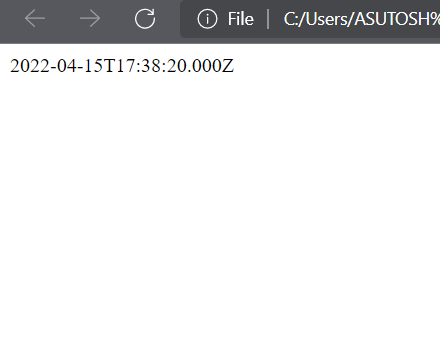 File | C:/Users/ASUTOSH%
2022-04-15T17:38:20.000Z